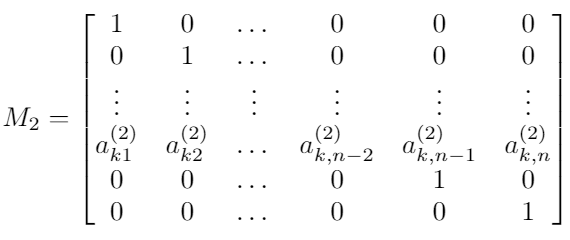 1 0 … 0 0 0
0 1 … 0 0 0
⋮ ⋮ ⋮ ⋮ ⋮ ⋮
M₂ =
a_{k1}^{(2)} a_{k2}^{(2)} … a_{k,n−2}^{(2)} a_{k,n−1}^{(2)} a_{k,n}^{(2)}
0 0 … 0 1 0
0 0 … 0 0 1